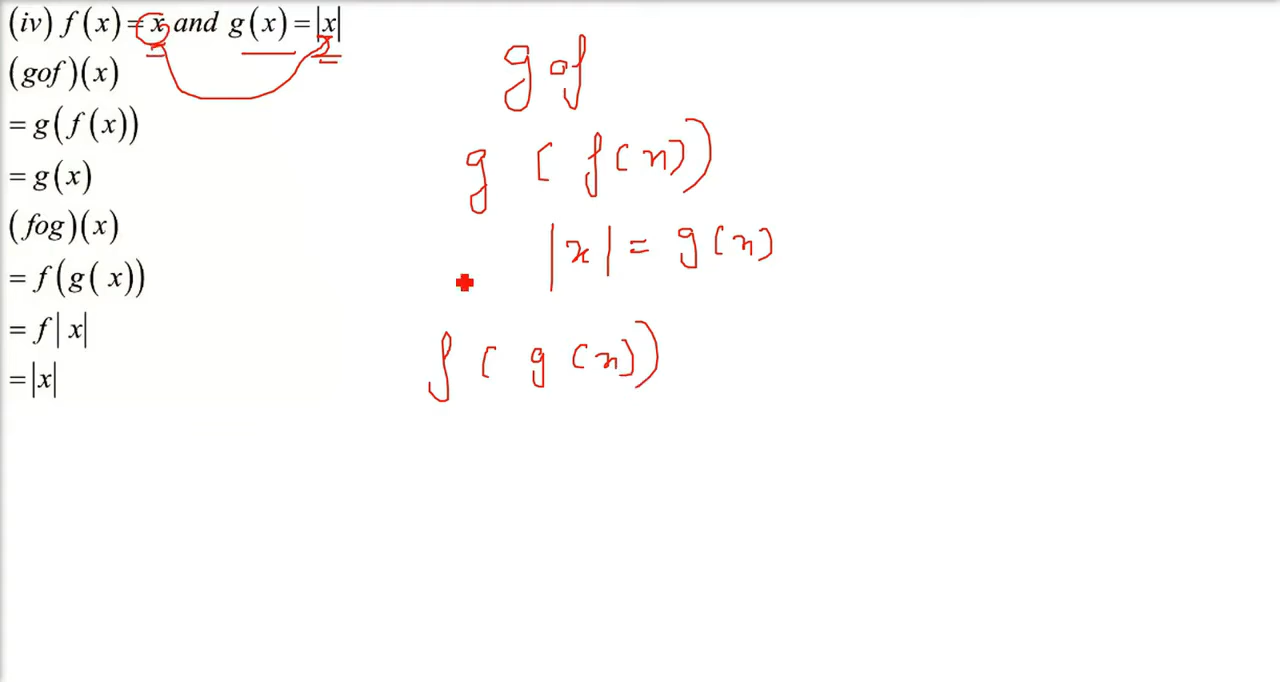 (iv) f(x) = x and g(x) = |x|
(gof)(x)
= g(f(x))
= g(x)
(fog)(x)
= f(g(x))
= f|x|
= |x|
gof
g(f(x))
|x| = g(x)
f(g(x))